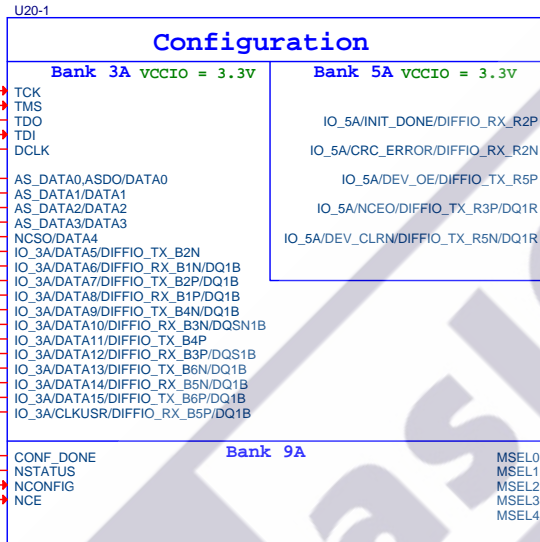 U20-1
Configuration
Bank 3A VCCIO = 3.3V
TCK
TMS
TDO
TDI
DCLK
AS_DATA0,ASDO/DATA0
AS_DATA1/DATA1
AS_DATA2/DATA2
AS_DATA3/DATA3
NCSO/DATA4
IO_3A/DATA5/DIFFIO_TX_B2N
IO_3A/DATA6/DIFFIO_RX_B1N/DQ1B
IO_3A/DATA7/DIFFIO_TX_B2P/DQ1B
IO_3A/DATA8/DIFFIO_RX_B1P/DQ1B
IO_3A/DATA9/DIFFIO_TX_B4N/DQ1B
IO_3A/DATA10/DIFFIO_RX_B3N/DQSN1B
IO_3A/DATA11/DIFFIO_TX_B4P
IO_3A/DATA12/DIFFIO_RX_B3P/DQS1B
IO_3A/DATA13/DIFFIO_TX_B6N/DQ1B
IO_3A/DATA14/DIFFIO_RX_B5N/DQ1B
IO_3A/DATA15/DIFFIO_TX_B6P/DQ1B
IO_3A/CLKUSR/DIFFIO_RX_B5P/DQ1B
Bank 5A VCCIO = 3.3V
IO_5A/INIT_DONE/DIFFIO_RX_R2P
IO_5A/CRC_ERROR/DIFFIO_RX_R2N
IO_5A/DEV_OE/DIFFIO_TX_R5P
IO_5A/NCEO/DIFFIO_TX_R3P/DQ1R
IO_5A/DEV_CLRN/DIFFIO_TX_R5N/DQ1R
Bank 9A
CONF_DONE
NSTATUS
NCONFIG
NCE
MSEL0
MSEL1
MSEL2
MSEL3
MSEL4